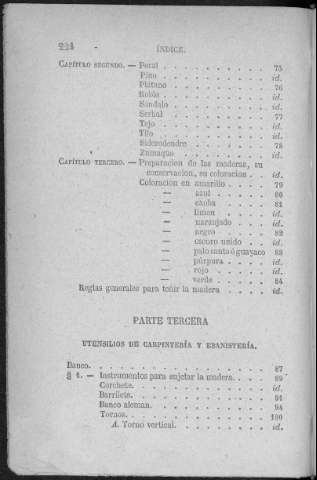 224 ÍNDICE.
CAPÍTULO SEGUNDO. — Peral . . . . . . . . . . . 75
Pino . . . . . . . . . . . id.
Plátano . . . . . . . . . . 76
Roble . . . . . . . . . . . id.
Sándalo . . . . . . . . . . id.
Serbal . . . . . . . . . . 77
Tejo . . . . . . . . . . . id.
Tilo . . . . . . . . . . . id.
Siderodendro . . . . . . . 78
Zumaque . . . . . . . . . id.
CAPÍTULO TERCERO. — Preparacion de las maderas, su
conservacion, su coloracion . . id.
Coloracion en amarillo . . . . 79
— azul . . . . . 80
— caoba . . . . 81
— limon . . . . id.
— naranjado . . . id.
— negro . . . . 82
— oscuro unido . . id.
— palo santo ó guayaco 83
— púrpura . . . . id.
— rojo . . . . . id.
— verde . . . . . 84
Reglas generales para teñir la madera . . . . id.
PARTE TERCERA
UTENSILIOS DE CARPINTERÍA Y EBANISTERÍA.
Banco. . . . . . . . . . . . . . . . . 87
§ 1. — Instrumentos para sujetar la madera. . . . 89
Corchete. . . . . . . . . . . . . id.
Barrilete. . . . . . . . . . . . . 91
Banco aleman. . . . . . . . . . . 94
Tornos. . . . . . . . . . . . . . 100
A. Torno vertical. . . . . . . . . . id.